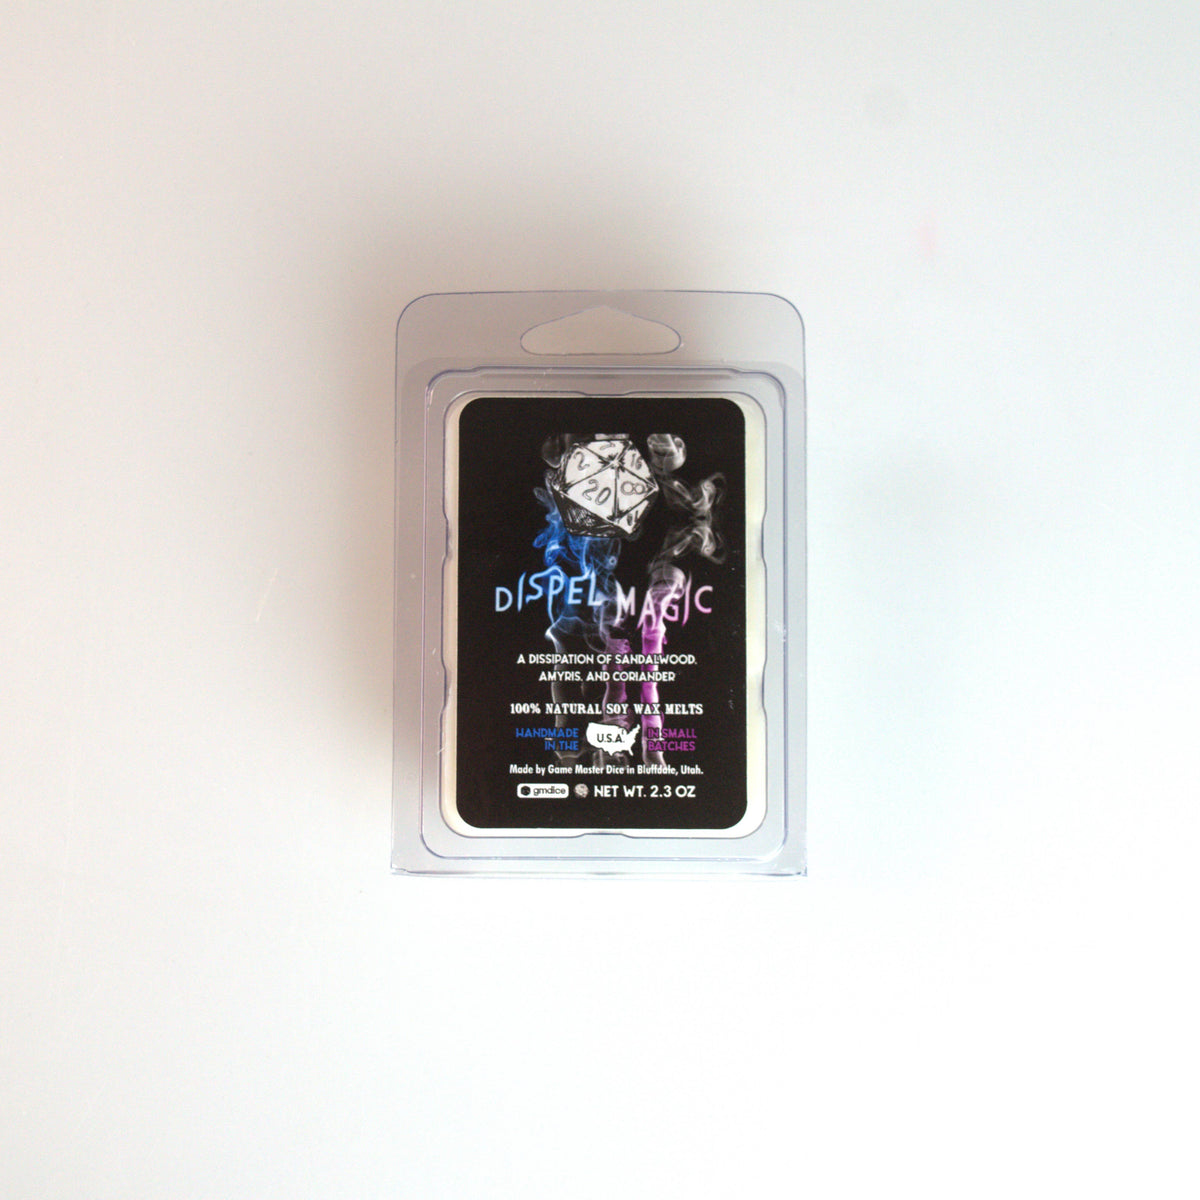 2
16
20
8
DISPEL MAGIC
A DISSIPATION OF SANDALWOOD,
AMYRIS, AND CORIANDER
100% NATURAL SOY WAX MELTS
HANDMADE
IN THE
U.S.A.
IN SMALL
BATCHES
Made by Game Master Dice in Bluffdale, Utah.
gmdice NET WT. 2.3 OZ